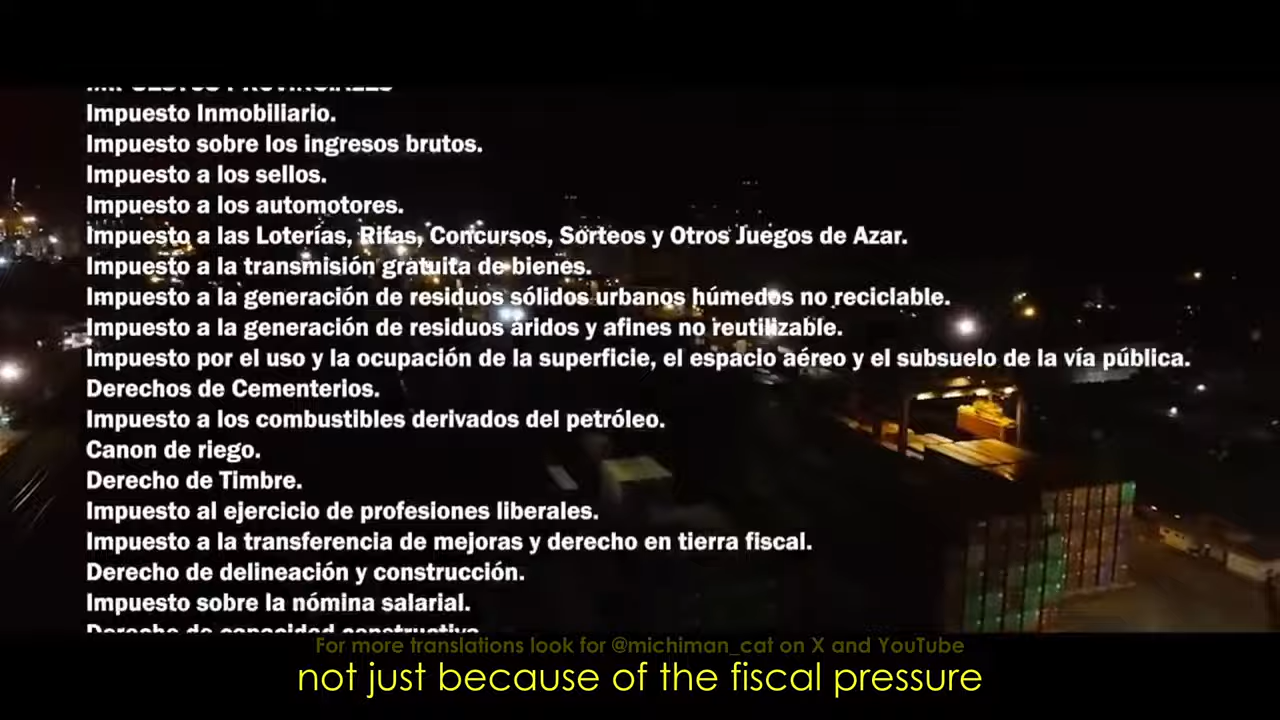 IMPUESTOS PROVINCIALES
Impuesto Inmobiliario.
Impuesto sobre los ingresos brutos.
Impuesto a los sellos.
Impuesto a los automotores.
Impuesto a las Loterías, Rifas, Concursos, Sorteos y Otros Juegos de Azar.
Impuesto a la transmisión gratuita de bienes.
Impuesto a la generación de residuos sólidos urbanos húmedos no reciclable.
Impuesto a la generación de residuos áridos y afines no reutilizable.
Impuesto por el uso y la ocupación de la superficie, el espacio aéreo y el subsuelo de la vía pública.
Derechos de Cementerios.
Impuesto a los combustibles derivados del petróleo.
Canon de riego.
Derecho de Timbre.
Impuesto al ejercicio de profesiones liberales.
Impuesto a la transferencia de mejoras y derecho en tierra fiscal.
Derecho de delineación y construcción.
Impuesto sobre la nómina salarial.
Derecho de capacidad constructiva.
For more translations look for @michiman_cat on X and YouTube
not just because of the fiscal pressure